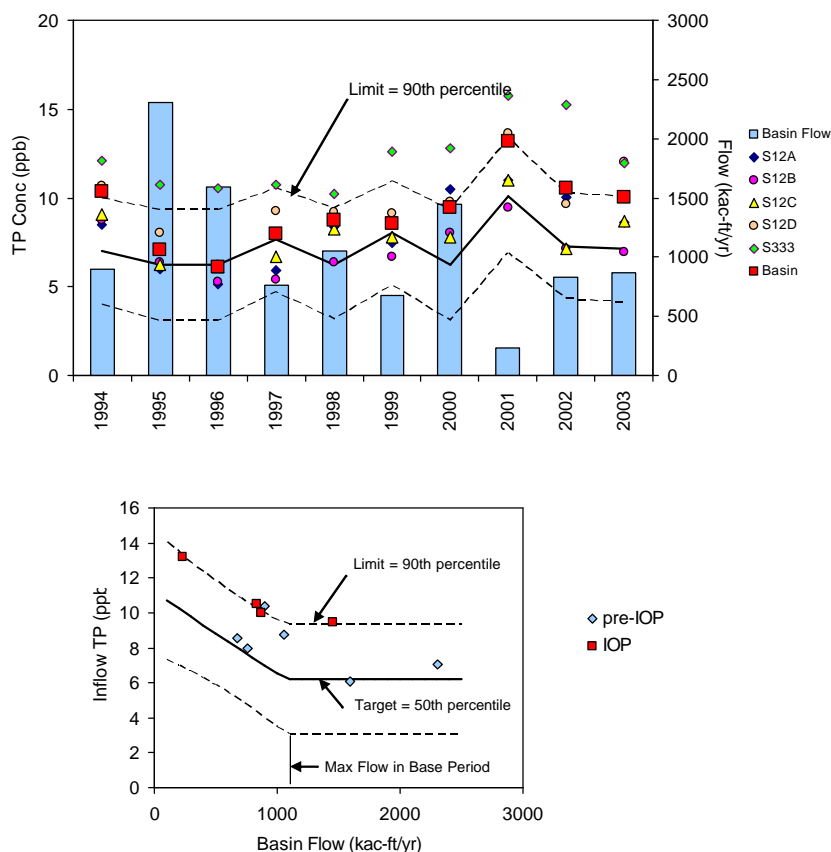 20
15
10
5
0
TP Conc (ppb)
Limit = 90th percentile
3000
2500
2000
1500
1000
500
0
Flow (kac-ft/yr)
1994
1995
1996
1997
1998
1999
2000
2001
2002
2003
Basin Flow
S12A
S12B
S12C
S12D
S333
Basin
16
14
12
10
8
6
4
2
0
Inflow TP (ppb
Limit = 90th percentile
Target = 50th percentile
Max Flow in Base Period
0
1000
2000
3000
Basin Flow (kac-ft/yr)
pre-IOP
IOP